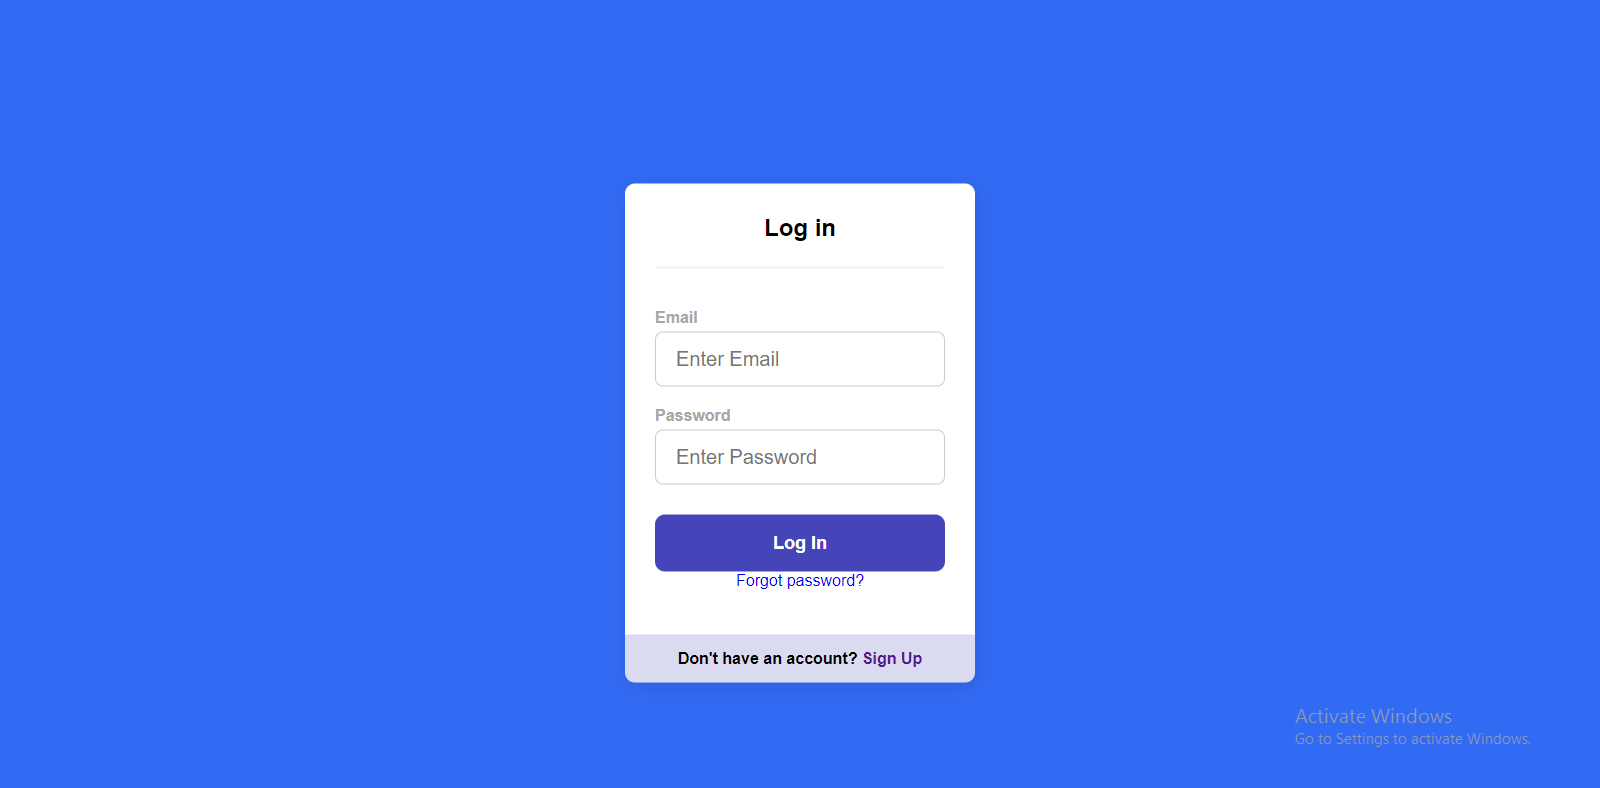 Log in
Email
Enter Email
Password
Enter Password
Log In
Forgot password?
Don't have an account? Sign Up
Activate Windows
Go to Settings to activate Windows.